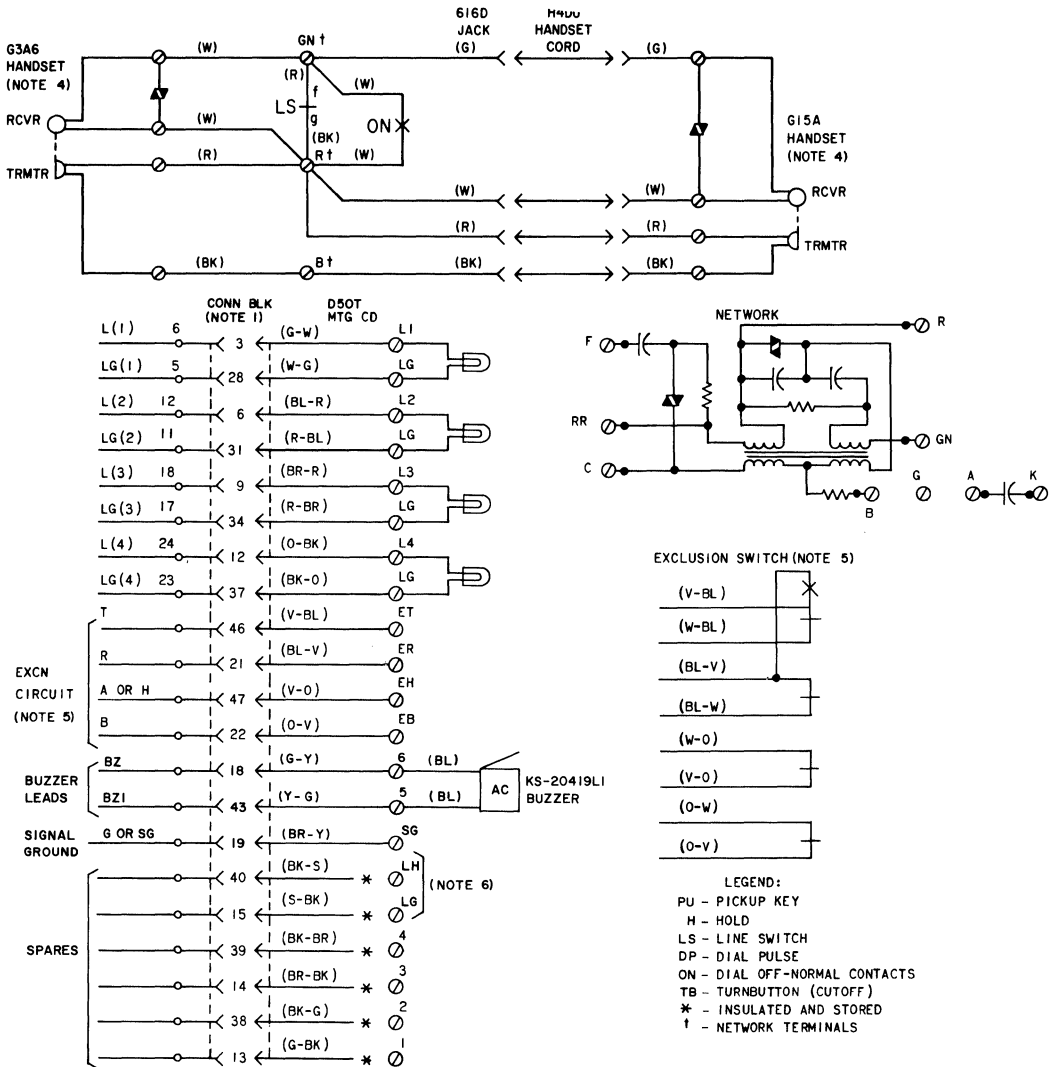 616D JACK
HANDSET CORD
G3A6 HANDSET (NOTE 4)
(W)
GN †
(G)
(G)
(R)
f
(W)
LS
g
ON
RCVR
(W)
(BK)
G15A HANDSET (NOTE 4)
(R)
R †
(W)
TRMTR
(W)
(W)
RCVR
(R)
(R)
TRMTR
(BK)
B †
(BK)
(BK)
CONN BLK (NOTE 1)
D50T MTG CD
L(1) 6 3 (G-W) L1
LG(1) 5 28 (W-G) LG
L(2) 12 6 (BL-R) L2
LG(2) 11 31 (R-BL) LG
L(3) 18 9 (BR-R) L3
LG(3) 17 34 (R-BR) LG
L(4) 24 12 (O-BK) L4
LG(4) 23 37 (BK-O) LG
EXCN CIRCUIT (NOTE 5)
T 46 (V-BL) ET
R 21 (BL-V) ER
A OR H 47 (V-O) EH
B 22 (O-V) EB
BUZZER LEADS
BZ 18 (G-Y) 6 (BL)
BZ1 43 (Y-G) 5 (BL)
AC
KS-20419L1 BUZZER
SIGNAL GROUND
G OR SG 19 (BR-Y) SG
SPARES
40 (BK-S) * LH
15 (S-BK) * LG
(NOTE 6)
39 (BK-BR) * 4
14 (BR-BK) * 3
38 (BK-G) * 2
13 (G-BK) * 1
NETWORK
R
F
RR
GN
C
G
A
K
B
EXCLUSION SWITCH (NOTE 5)
(V-BL)
(W-BL)
(BL-V)
(BL-W)
(W-O)
(V-O)
(O-W)
(O-V)
LEGEND:
PU - PICKUP KEY
H - HOLD
LS - LINE SWITCH
DP - DIAL PULSE
ON - DIAL OFF-NORMAL CONTACTS
TB - TURNBUTTON (CUTOFF)
* - INSULATED AND STORED
† - NETWORK TERMINALS